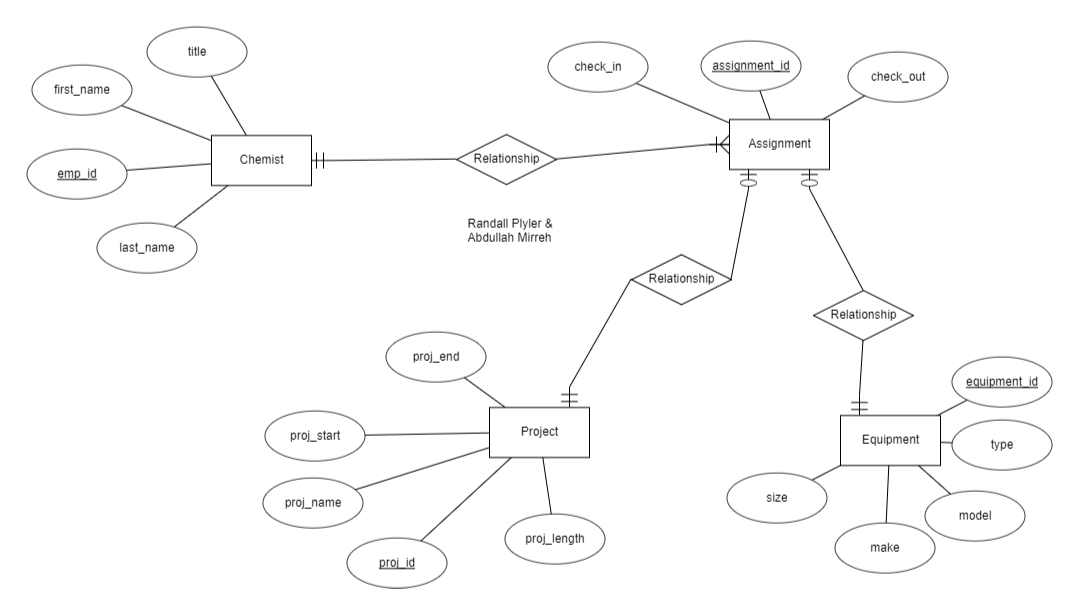 title
check_in
assignment_id
check_out
first_name
Chemist
Relationship
Assignment
emp_id
last_name
Randall Plyler &
Abdullah Mirreh
Relationship
Relationship
proj_end
equipment_id
proj_start
Project
Equipment
type
proj_name
size
model
proj_length
make
proj_id